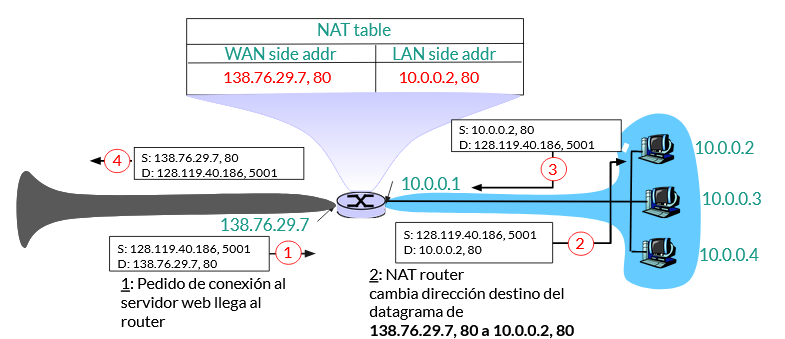 NAT table
WAN side addr LAN side addr
138.76.29.7, 80 10.0.0.2, 80
S: 10.0.0.2, 80
D: 128.119.40.186, 5001
3
4
S: 138.76.29.7, 80
D: 128.119.40.186, 5001
10.0.0.2
10.0.0.1
10.0.0.3
138.76.29.7
S: 128.119.40.186, 5001
D: 138.76.29.7, 80
1
S: 128.119.40.186, 5001
D: 10.0.0.2, 80
2
10.0.0.4
1: Pedido de conexión al
servidor web llega al
router
2: NAT router
cambia dirección destino del
datagrama de
138.76.29.7, 80 a 10.0.0.2, 80